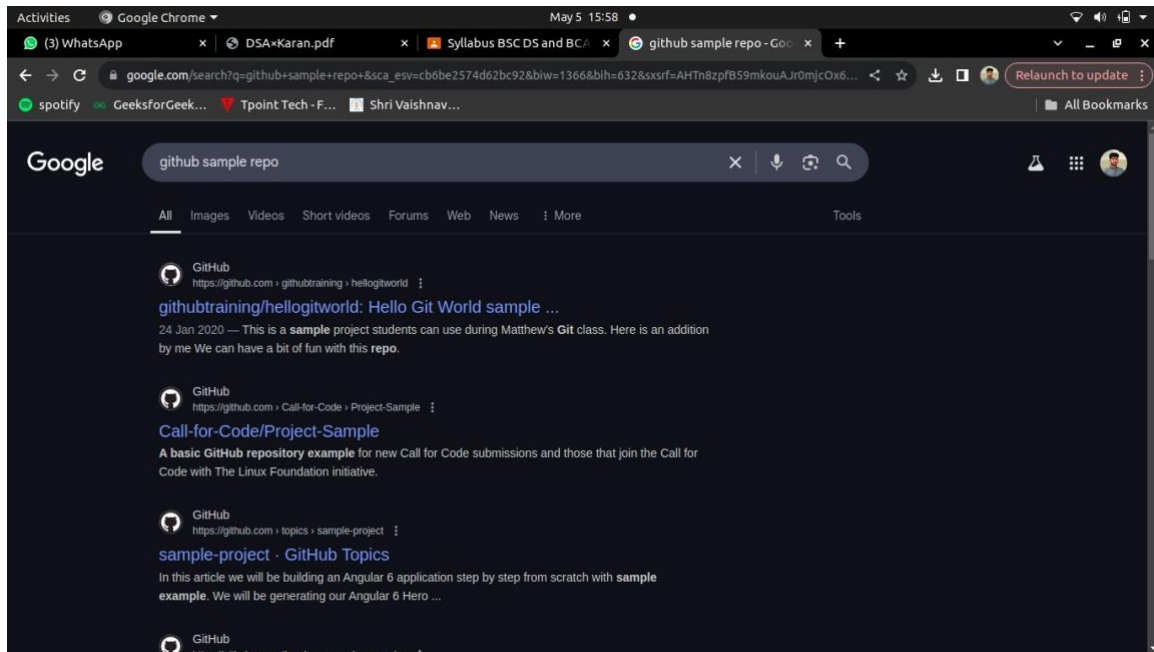 Activities Google Chrome May 5 15:58
(3) WhatsApp DSA×Karan.pdf Syllabus BSC DS and BCA github sample repo - Goo
google.com/search?q=github+sample+repo+&sca_esv=cb6be2574d62bc92&biw=1366&bih=632&sxsrf=AHTn8zpfB59mkouAJr0mjcOx6... Relaunch to update
spotify GeeksforGeek... Tpoint Tech - F... Shri Vaishnav... All Bookmarks
Google github sample repo
All Images Videos Short videos Forums Web News More Tools
GitHub
https://github.com › githubtraining › hellogitworld
githubtraining/hellogitworld: Hello Git World sample ...
24 Jan 2020 — This is a sample project students can use during Matthew's Git class. Here is an addition
by me We can have a bit of fun with this repo.
GitHub
https://github.com › Call-for-Code › Project-Sample
Call-for-Code/Project-Sample
A basic GitHub repository example for new Call for Code submissions and those that join the Call for
Code with The Linux Foundation initiative.
GitHub
https://github.com › topics › sample-project
sample-project · GitHub Topics
In this article we will be building an Angular 6 application step by step from scratch with sample
example. We will be generating our Angular 6 Hero ...
GitHub